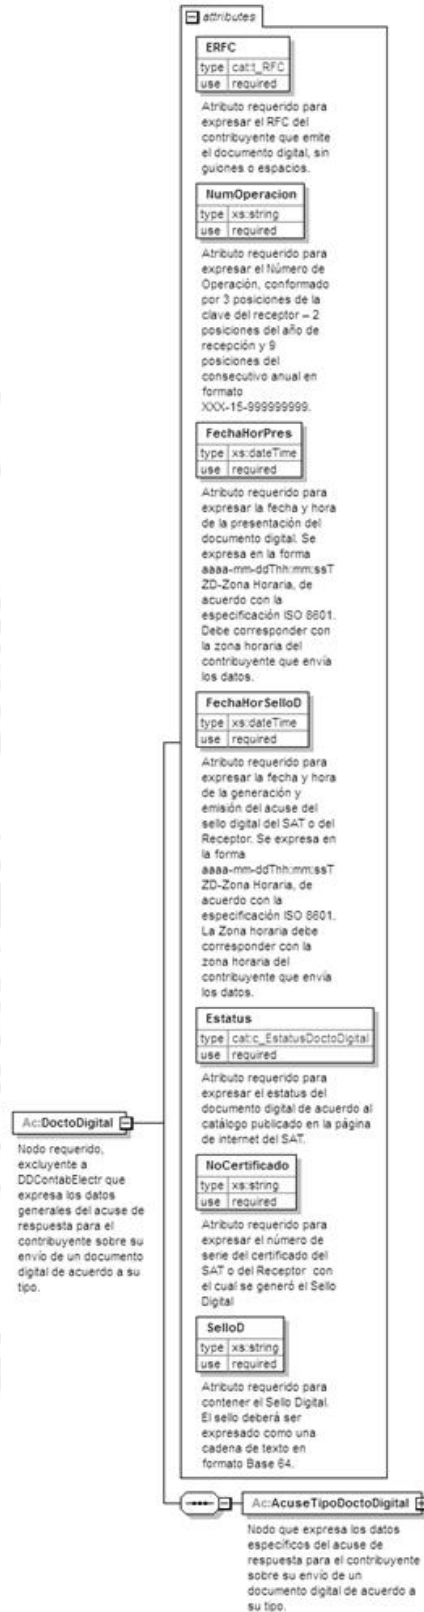 attributes
ERFC
type cat:t_RFC
use required
Atributo requerido para
expresar el RFC del
contribuyente que emite
el documento digital, sin
guiones o espacios.
NumOperacion
type xs:string
use required
Atributo requerido para
expresar el Número de
Operación, conformado
por 3 posiciones de la
clave del receptor – 2
posiciones del año de
recepción y 9
posiciones del
consecutivo anual en
formato
XXX-15-999999999.
FechaHorPres
type xs:dateTime
use required
Atributo requerido para
expresar la fecha y hora
de la presentación del
documento digital. Se
expresa en la forma
aaaa-mm-ddThh:mm:ssT
ZD-Zona Horaria, de
acuerdo con la
especificación ISO 8601.
Debe corresponder con
la zona horaria del
contribuyente que envía
los datos.
FechaHorSelloD
type xs:dateTime
use required
Atributo requerido para
expresar la fecha y hora
de la generación y
emisión del acuse del
sello digital del SAT o del
Receptor. Se expresa en
la forma
aaaa-mm-ddThh:mm:ssT
ZD-Zona Horaria, de
acuerdo con la
especificación ISO 8601.
La Zona horaria debe
corresponder con la
zona horaria del
contribuyente que envía
los datos.
Estatus
type cat:c_EstatusDoctoDigital
use required
Atributo requerido para
expresar el estatus del
documento digital de acuerdo al
catálogo publicado en la página
de internet del SAT.
NoCertificado
type xs:string
use required
Atributo requerido para
expresar el número de
serie del certificado del
SAT o del Receptor con
el cual se generó el Sello
Digital
SelloD
type xs:string
use required
Atributo requerido para
contener el Sello Digital.
El sello deberá ser
expresado como una
cadena de texto en
formato Base 64.
Ac:DoctoDigital
Nodo requerido,
excluyente a
DDContabElectr que
expresa los datos
generales del acuse de
respuesta para el
contribuyente sobre su
envío de un documento
digital de acuerdo a su
tipo.
Ac:AcuseTipoDoctoDigital
Nodo que expresa los datos
específicos del acuse de
respuesta para el contribuyente
sobre su envío de un
documento digital de acuerdo a
su tipo.